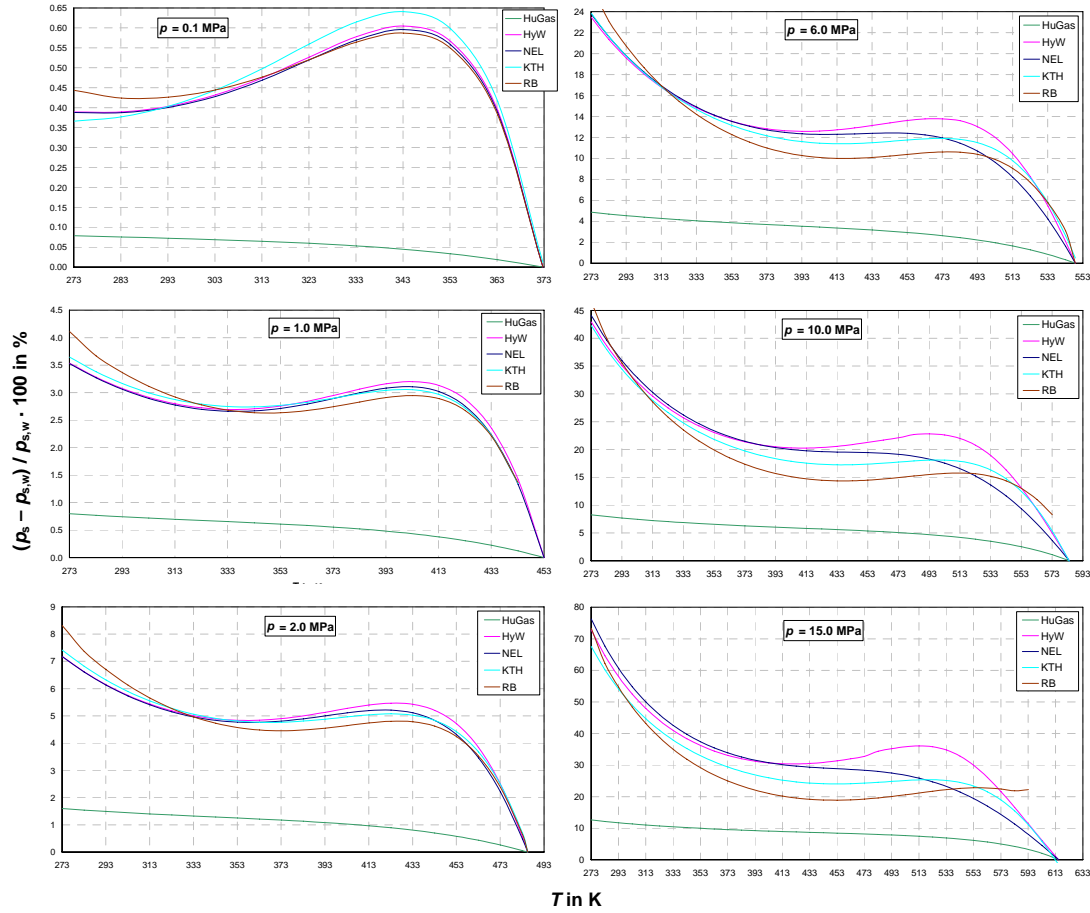 p = 0.1 MPa
HuGas
HyW
NEL
KTH
RB
0.65
0.60
0.55
0.50
0.45
0.40
0.35
0.30
0.25
0.20
0.15
0.10
0.05
0.00
273 283 293 303 313 323 333 343 353 363 373
p = 6.0 MPa
HuGas
HyW
NEL
KTH
RB
24
22
20
18
16
14
12
10
8
6
4
2
0
273 293 313 333 353 373 393 413 433 453 473 493 513 533 553
(ps – ps,w) / ps,w · 100 in %
p = 1.0 MPa
HuGas
HyW
NEL
KTH
RB
4.5
4.0
3.5
3.0
2.5
2.0
1.5
1.0
0.5
0.0
273 293 313 333 353 373 393 413 433 453
p = 10.0 MPa
HuGas
HyW
NEL
KTH
RB
45
40
35
30
25
20
15
10
5
0
273 293 313 333 353 373 393 413 433 453 473 493 513 533 553 573 593
p = 2.0 MPa
HuGas
HyW
NEL
KTH
RB
9
8
7
6
5
4
3
2
1
0
273 293 313 333 353 373 393 413 433 453 473 493
p = 15.0 MPa
HuGas
HyW
NEL
KTH
RB
80
70
60
50
40
30
20
10
0
273 293 313 333 353 373 393 413 433 453 473 493 513 533 553 573 593 613 633
T in K